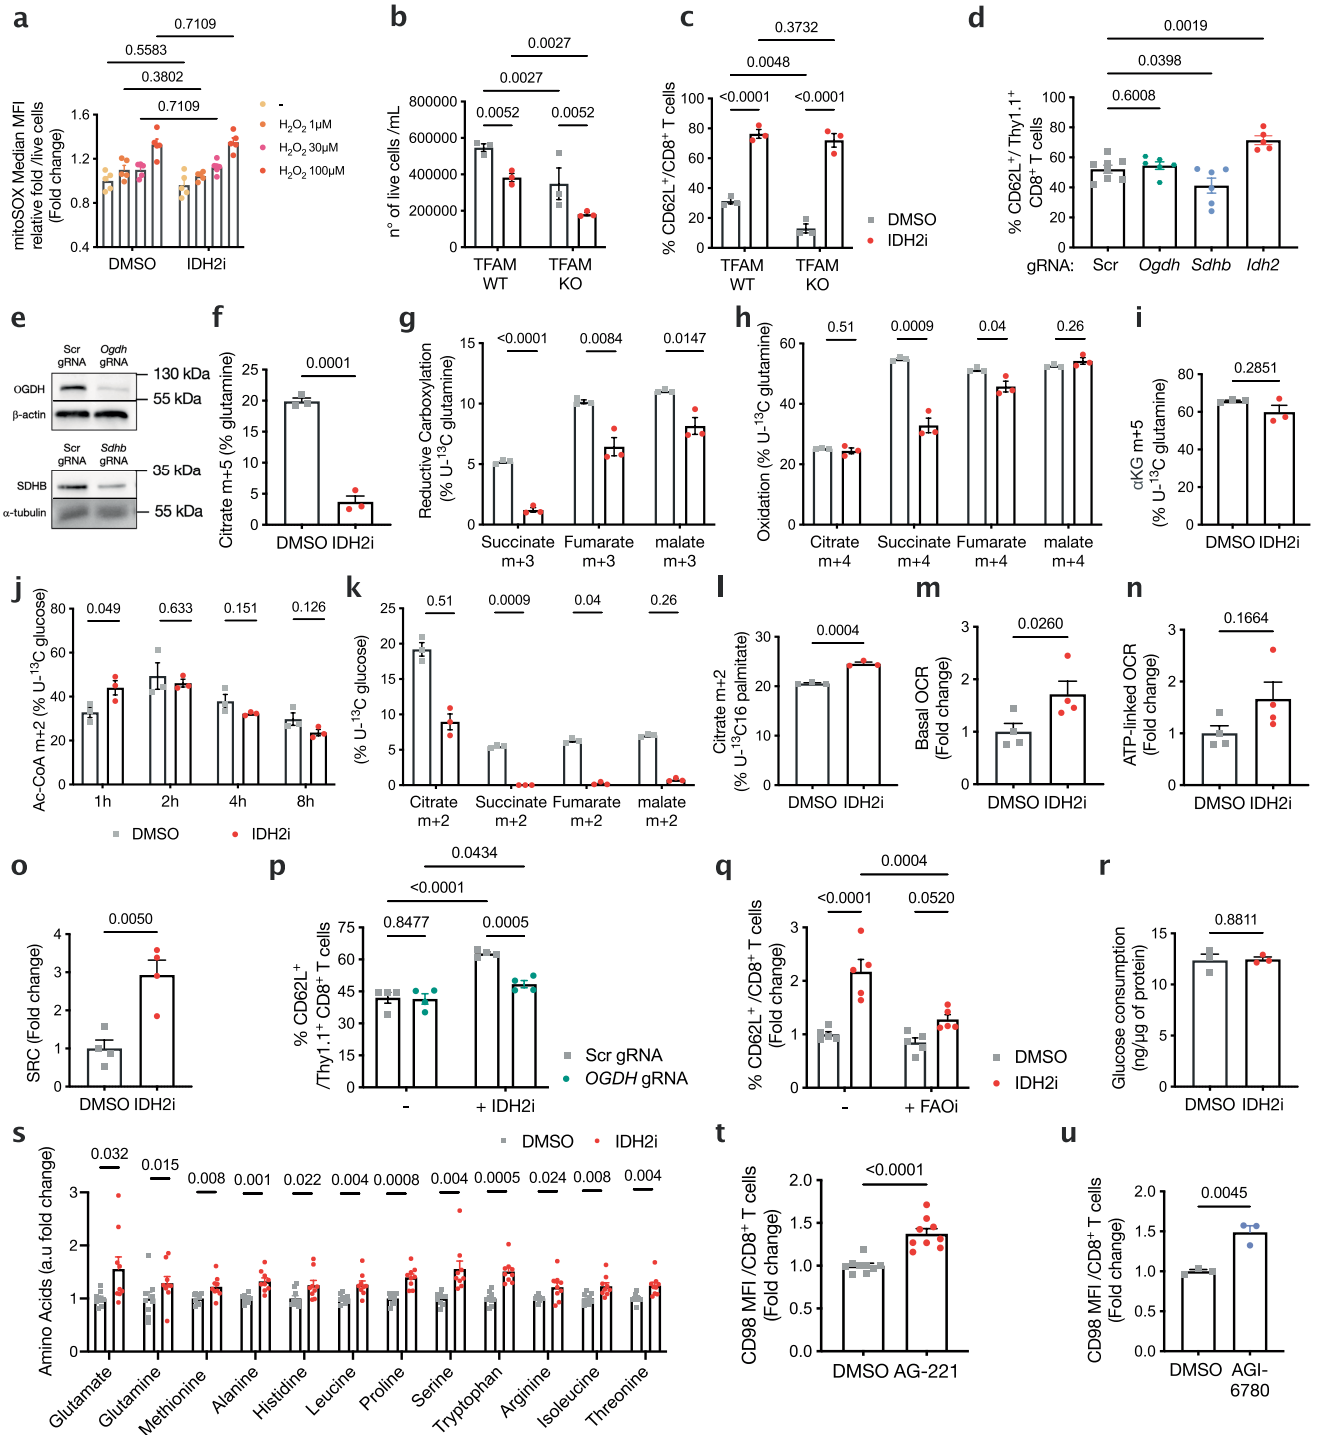 a
0.7109
0.5583
0.3802
0.7109
mitoSOX Median MFI
relative fold /live cells
(Fold change)
1.6
1.2
0.8
0.4
DMSO
IDH2i
-
H2O2 1µM
H2O2 30µM
H2O2 100µM
b
0.0027
0.0027
0.0052
0.0052
n° of live cells /mL
800000
600000
400000
200000
0
TFAM
WT
TFAM
KO
c
0.3732
0.0048
<0.0001
<0.0001
% CD62L+/CD8+ T cells
100
80
60
40
20
0
TFAM
WT
TFAM
KO
DMSO
IDH2i
d
0.0019
0.0398
0.6008
% CD62L+/ Thy1.1+
CD8+ T cells
100
80
60
40
20
0
gRNA:
Scr
Ogdh
Sdhb
Idh2
e
Scr
gRNA
Ogdh
gRNA
OGDH
β-actin
130 kDa
55 kDa
Scr
gRNA
Sdhb
gRNA
SDHB
α-tubulin
35 kDa
55 kDa
f
0.0001
Citrate m+5 (% glutamine)
25
20
15
10
5
0
DMSO IDH2i
g
<0.0001
0.0084
0.0147
Reductive Carboxylation
(% U-13C glutamine)
15
10
5
0
Succinate
m+3
Fumarate
m+3
malate
m+3
h
0.51
0.0009
0.04
0.26
Oxidation (% U-13C glutamine)
60
40
20
0
Citrate
m+4
Succinate
m+4
Fumarate
m+4
malate
m+4
i
0.2851
αKG m+5
(% U-13C glutamine)
80
60
40
20
0
DMSO IDH2i
j
0.049
0.633
0.151
0.126
Ac-CoA m+2 (% U-13C glucose)
80
60
40
20
0
1h
2h
4h
8h
DMSO
IDH2i
k
0.51
0.0009
0.04
0.26
(% U-13C glucose)
25
20
15
10
5
0
Citrate
m+2
Succinate
m+2
Fumarate
m+2
malate
m+2
l
0.0004
Citrate m+2
(% U-13C16 palmitate)
30
20
10
0
DMSO IDH2i
m
0.0260
Basal OCR
(Fold change)
3
2
1
0
DMSO IDH2i
n
0.1664
ATP-linked OCR
(Fold change)
3
2
1
0
DMSO IDH2i
o
0.0050
SRC (Fold change)
4
3
2
1
0
DMSO IDH2i
p
0.0434
<0.0001
0.8477
0.0005
% CD62L+
/Thy1.1+ CD8+ T cells
75
60
45
30
15
0
-
+ IDH2i
Scr gRNA
OGDH gRNA
q
0.0004
<0.0001
0.0520
% CD62L+ /CD8+ T cells
(Fold change)
3
2
1
0
-
+ FAOi
DMSO
IDH2i
r
0.8811
Glucose consumption
(ng/µg of protein)
15
10
5
0
DMSO IDH2i
s
DMSO
IDH2i
0.032
0.015
0.008
0.001
0.022
0.004
0.0008
0.004
0.0005
0.024
0.008
0.004
Amino Acids (a.u fold change)
3
2
1
0
Glutamate
Glutamine
Methionine
Alanine
Histidine
Leucine
Proline
Serine
Tryptophan
Arginine
Isoleucine
Threonine
t
<0.0001
CD98 MFI /CD8+ T cells
(Fold change)
2.0
1.5
1.0
0.5
0.0
DMSO AG-221
u
0.0045
CD98 MFI /CD8+ T cells
(Fold change)
2.0
1.5
1.0
0.5
0.0
DMSO AGI-
6780